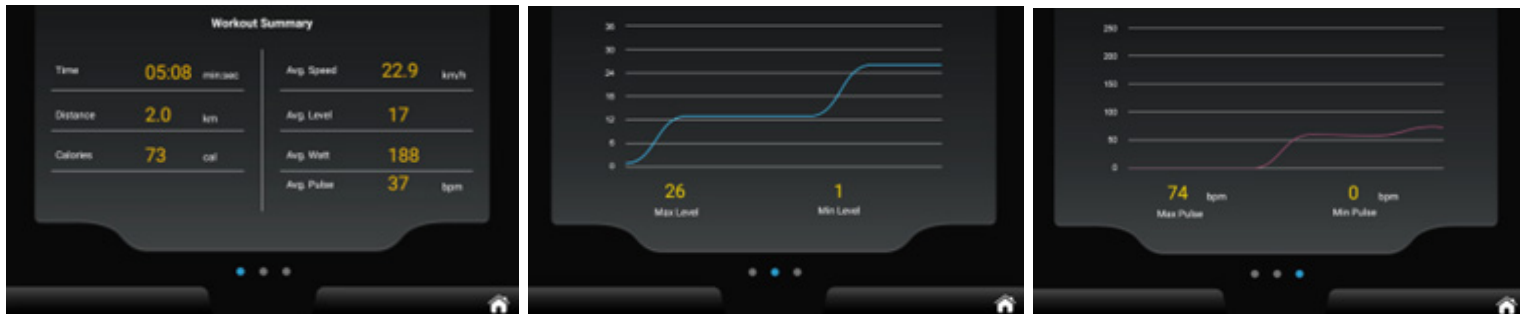 Workout Summary
Time 05:08 min:sec
Distance 2.0 km
Calories 73 cal
Avg. Speed 22.9 km/h
Avg. Level 17
Avg. Watt 188
Avg. Pulse 37 bpm
36
30
24
18
12
6
0
26
Max Level
1
Min Level
250
200
150
100
50
0
74 bpm
Max Pulse
0 bpm
Min Pulse